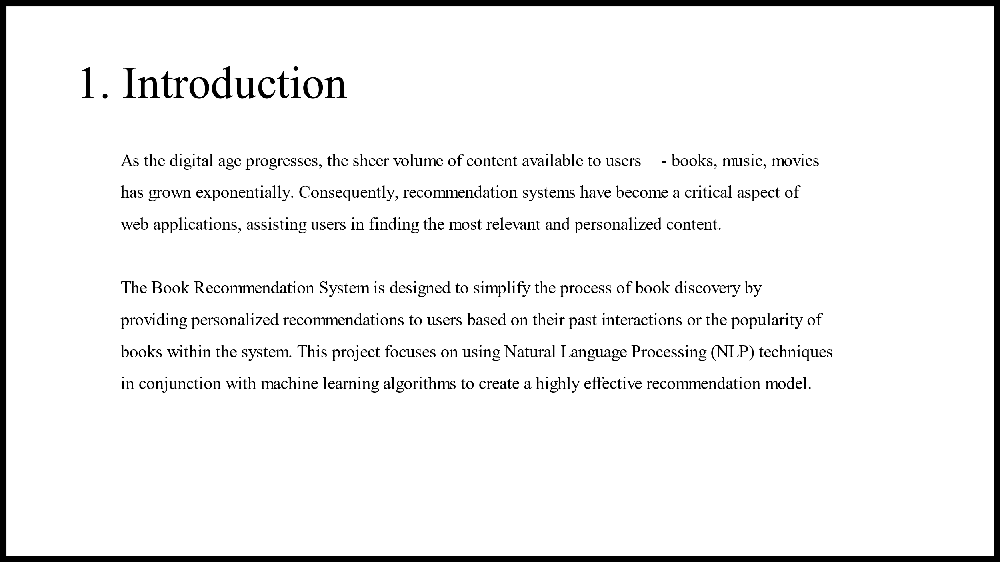 1. Introduction
As the digital age progresses, the sheer volume of content available to users - books, music, movies
has grown exponentially. Consequently, recommendation systems have become a critical aspect of
web applications, assisting users in finding the most relevant and personalized content.
The Book Recommendation System is designed to simplify the process of book discovery by
providing personalized recommendations to users based on their past interactions or the popularity of
books within the system. This project focuses on using Natural Language Processing (NLP) techniques
in conjunction with machine learning algorithms to create a highly effective recommendation model.